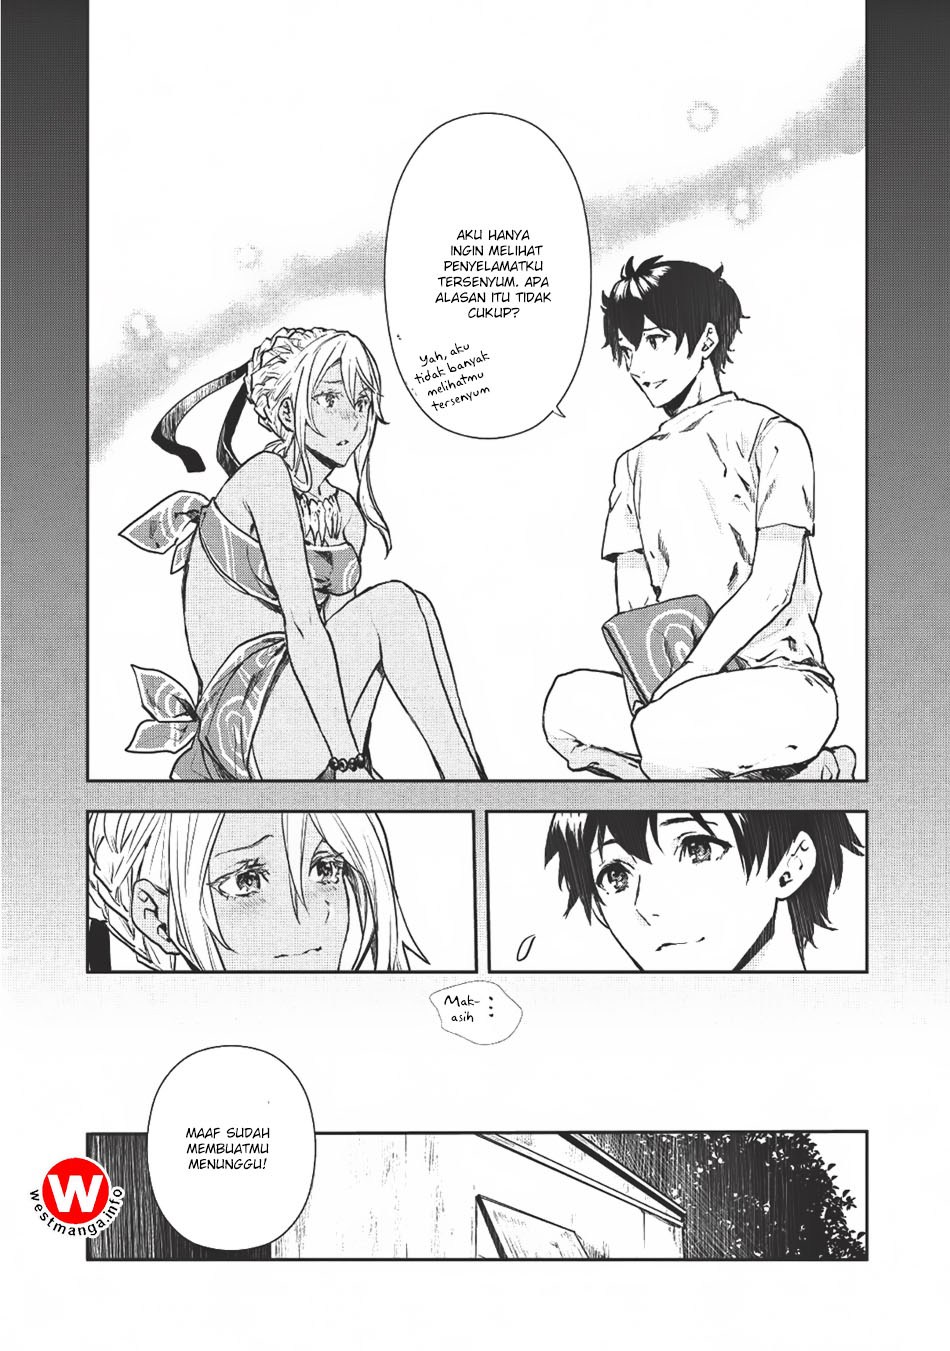 AKU HANYA
INGIN MELIHAT
PENYELAMATKU
TERSENYUM. APA
ALASAN ITU TIDAK
CUKUP?
Yah, aku
tidak banyak
melihatmu
tersenyum
Mak-
asih
...
MAAF SUDAH
MEMBUATMU
MENUNGGU!
W
westmanga.info